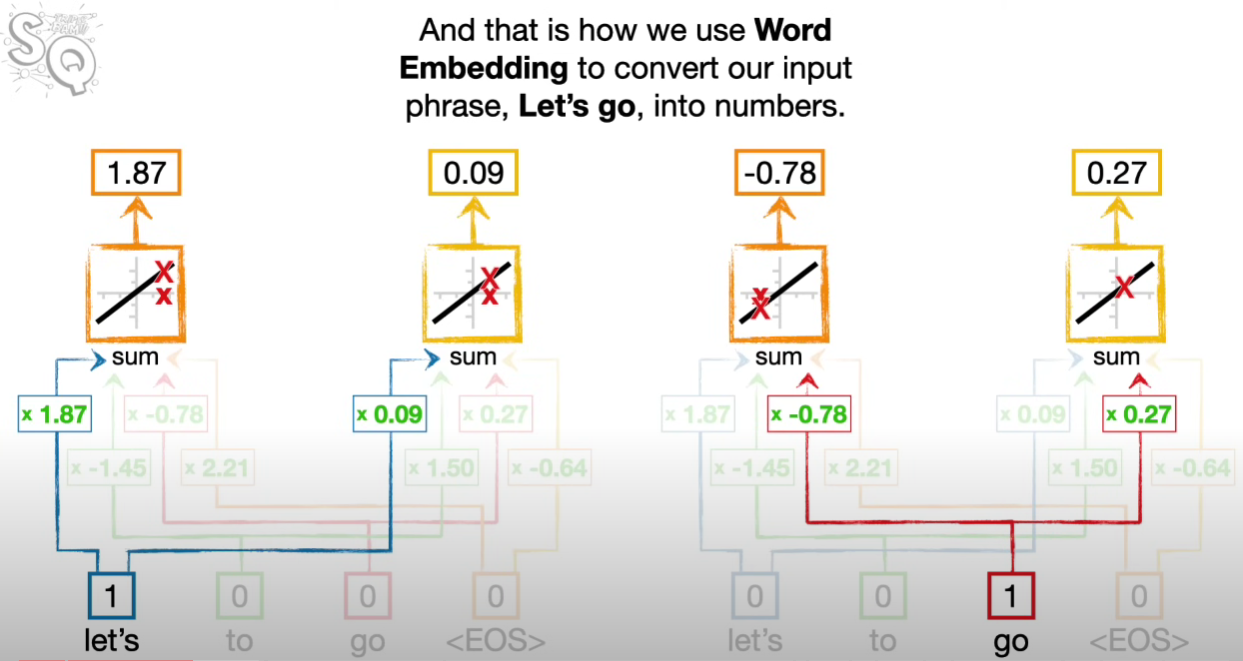 SQ
And that is how we use Word
Embedding to convert our input
phrase, Let's go, into numbers.
1.87 0.09 -0.78 0.27
sum sum sum sum
x 1.87 x -0.78 x 0.09 x 0.27 x 1.87 x -0.78 x 0.09 x 0.27
x -1.45 x 2.21 x 1.50 x -0.64 x -1.45 x 2.21 x 1.50 x -0.64
1 0 0 0 0 0 1 0
let's to go <EOS> let's to go <EOS>